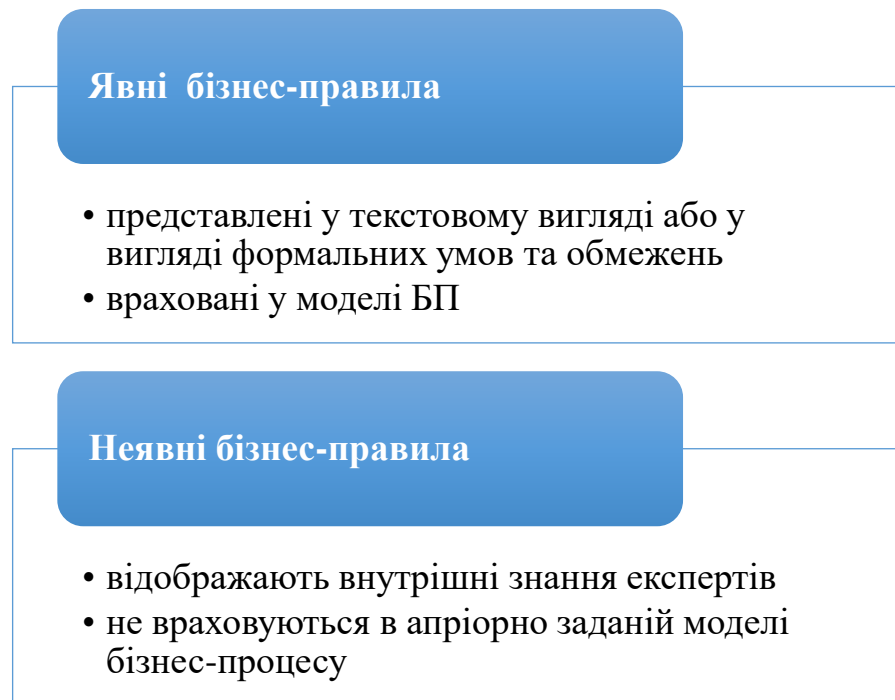 Явні  бізнес-правила
• представлені у текстовому вигляді або у
вигляді формальних умов та обмежень
• враховані у моделі БП
Неявні бізнес-правила
• відображають внутрішні знання експертів
• не враховуються в апріорно заданій моделі
бізнес-процесу